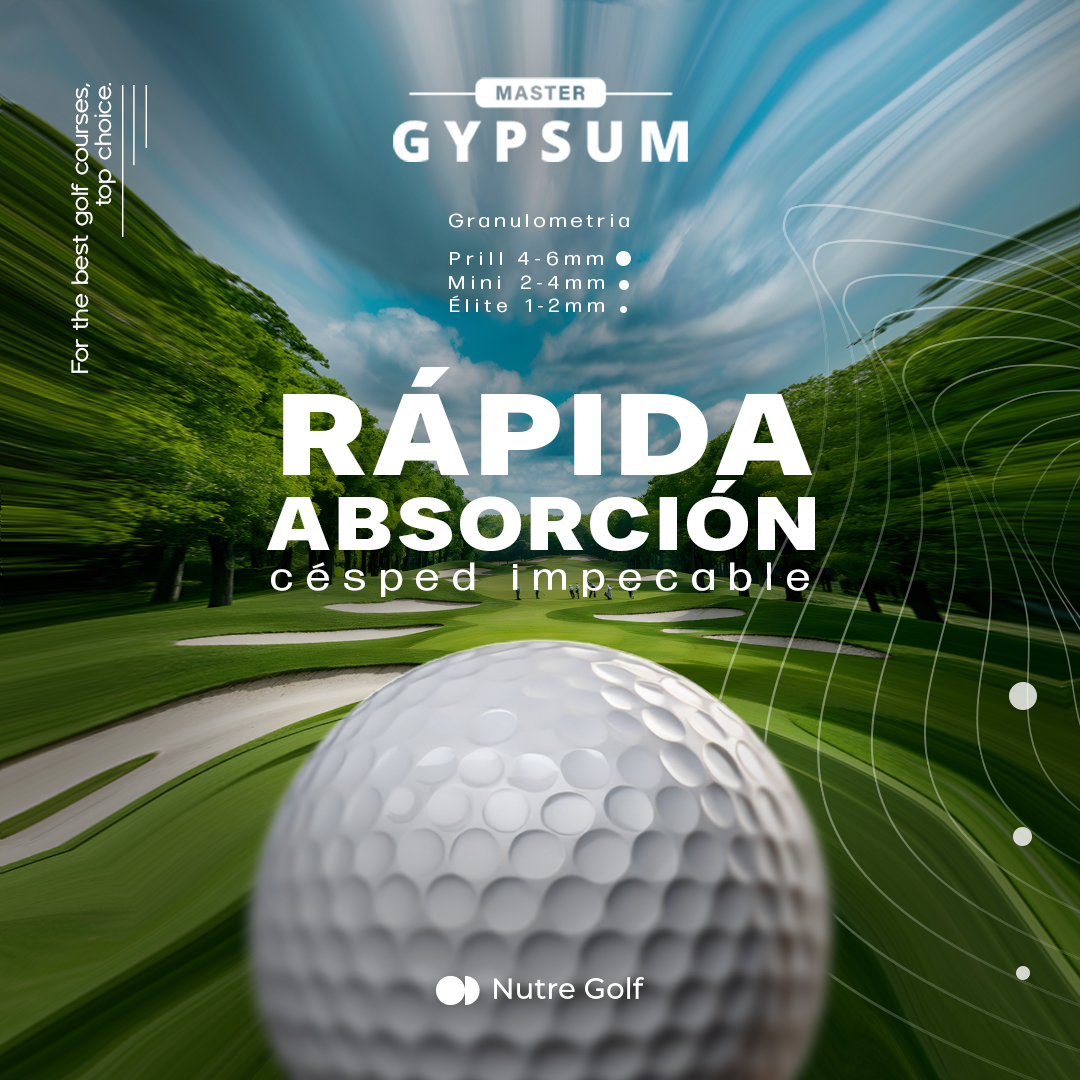 For the best golf courses,
top choice.
MASTER
GYPSUM
Granulometria
Prill 4-6mm
Mini 2-4mm
Élite 1-2mm
RÁPIDA
ABSORCIÓN
césped impecable
Nutre Golf